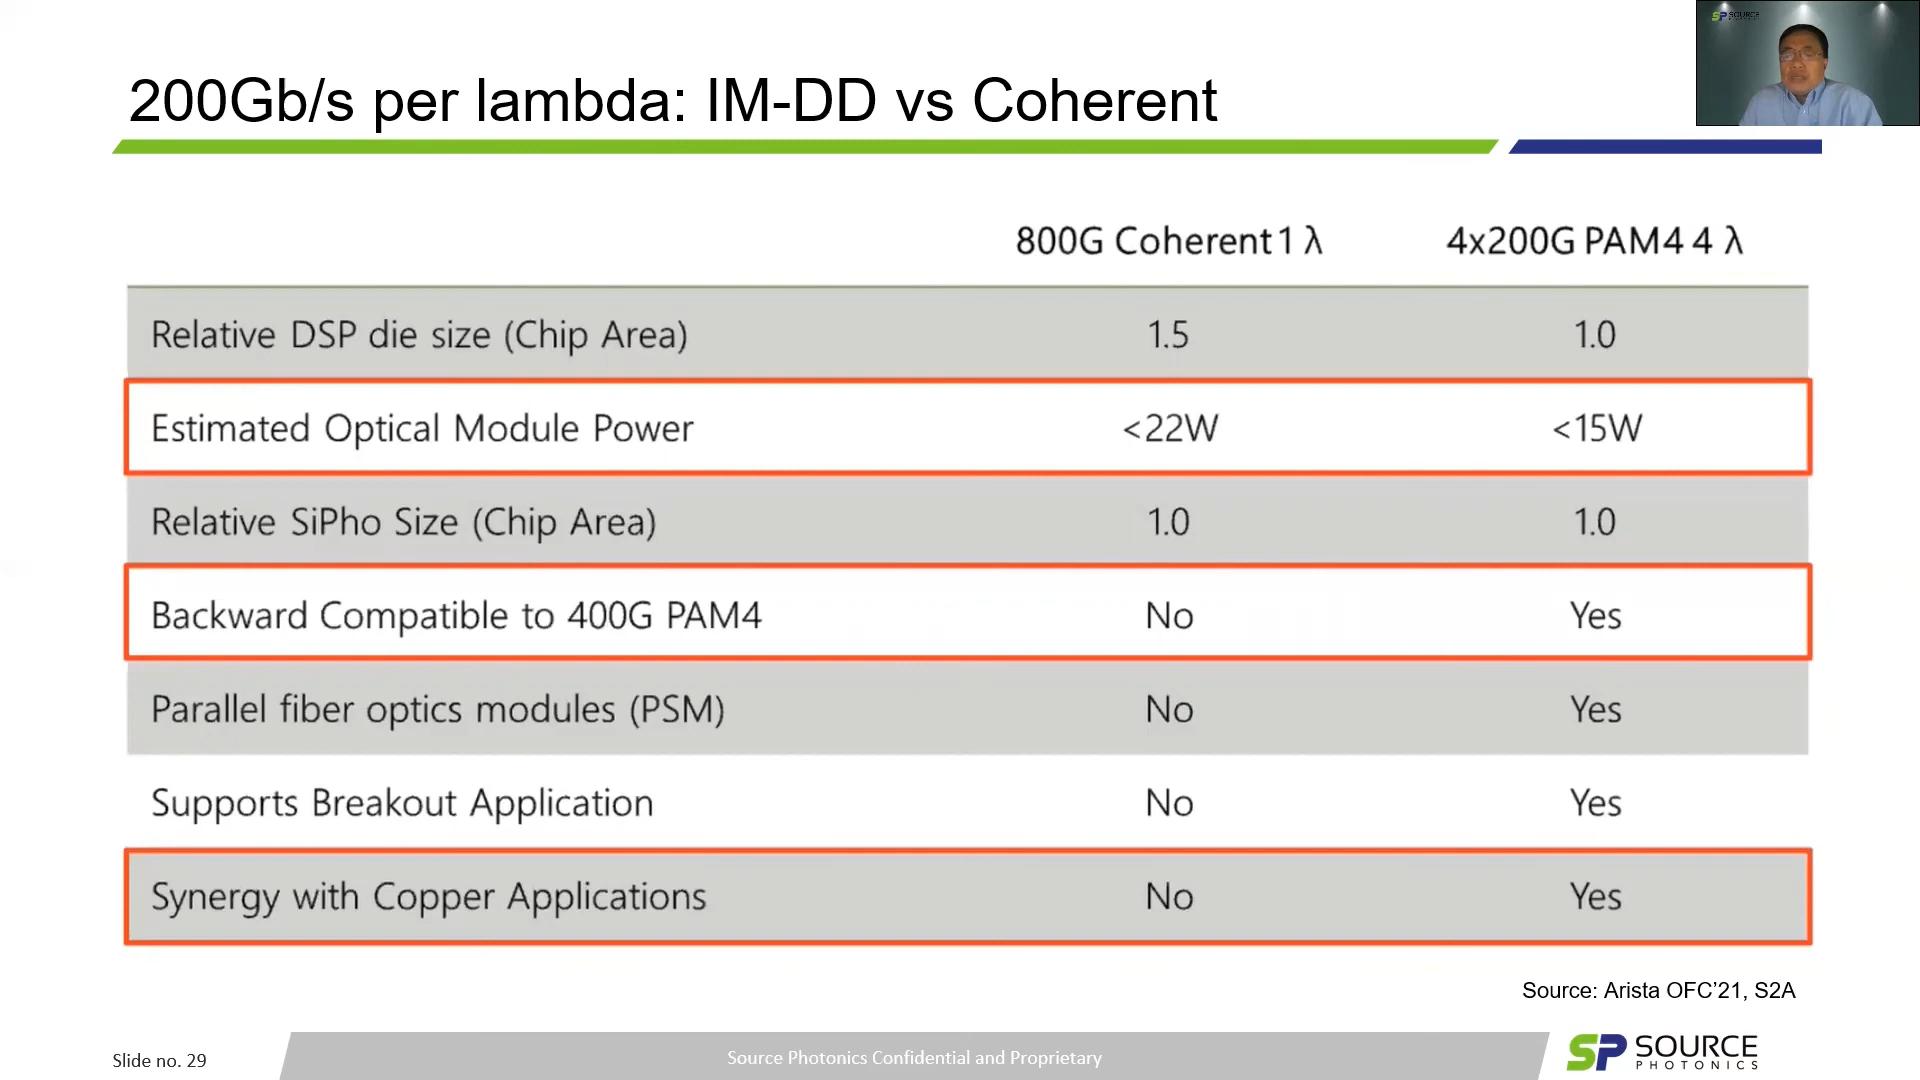 SP SOURCE
200Gb/s per lambda: IM-DD vs Coherent
800G Coherent 1 λ 4x200G PAM4 4 λ
Relative DSP die size (Chip Area) 1.5 1.0
Estimated Optical Module Power <22W <15W
Relative SiPho Size (Chip Area) 1.0 1.0
Backward Compatible to 400G PAM4 No Yes
Parallel fiber optics modules (PSM) No Yes
Supports Breakout Application No Yes
Synergy with Copper Applications No Yes
Source: Arista OFC’21, S2A
Slide no. 29
Source Photonics Confidential and Proprietary
SP SOURCE
PHOTONICS